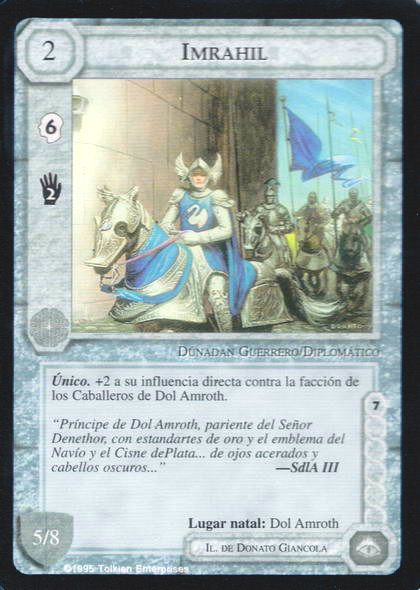 2
IMRAHIL
6
2
DONATO
DÚNADAN GUERRERO/DIPLOMÁTICO
Único. +2 a su influencia directa contra la facción de
los Caballeros de Dol Amroth.
7
"Príncipe de Dol Amroth, pariente del Señor
Denethor, con estandartes de oro y el emblema del
Navío y el Cisne dePlata... de ojos acerados y
cabellos oscuros..." —SdlA III
Lugar natal: Dol Amroth
5/8
IL. DE DONATO GIANCOLA
©1995 Tolkien Enterprises